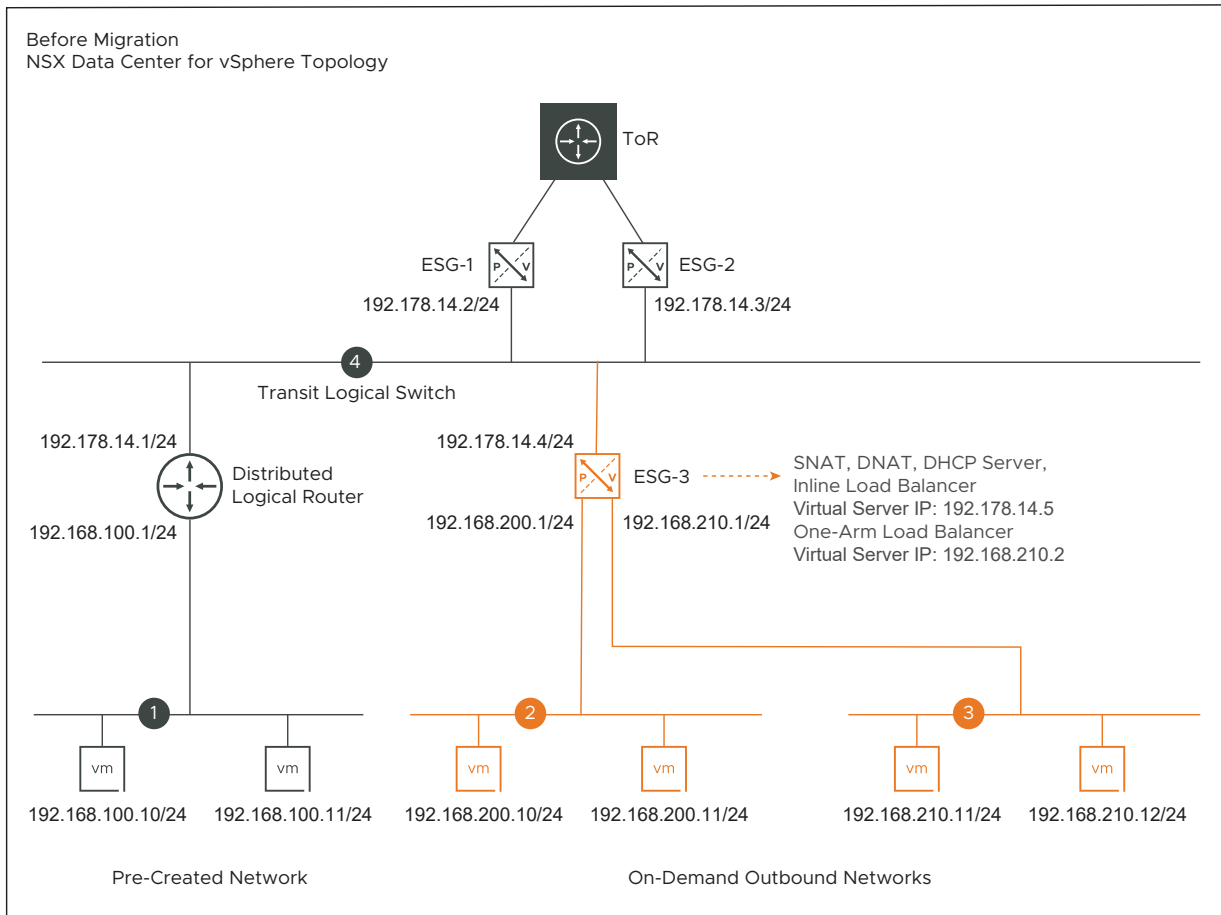 Before Migration
NSX Data Center for vSphere Topology
ToR
ESG-1
P V
P V
ESG-2
192.178.14.2/24
192.178.14.3/24
4
Transit Logical Switch
192.178.14.1/24
Distributed
Logical Router
192.168.100.1/24
192.178.14.4/24
P V
ESG-3
192.168.200.1/24
192.168.210.1/24
SNAT, DNAT, DHCP Server,
Inline Load Balancer
Virtual Server IP: 192.178.14.5
One-Arm Load Balancer
Virtual Server IP: 192.168.210.2
1
2
3
vm
vm
vm
vm
vm
vm
192.168.100.10/24
192.168.100.11/24
192.168.200.10/24
192.168.200.11/24
192.168.210.11/24
192.168.210.12/24
Pre-Created Network
On-Demand Outbound Networks